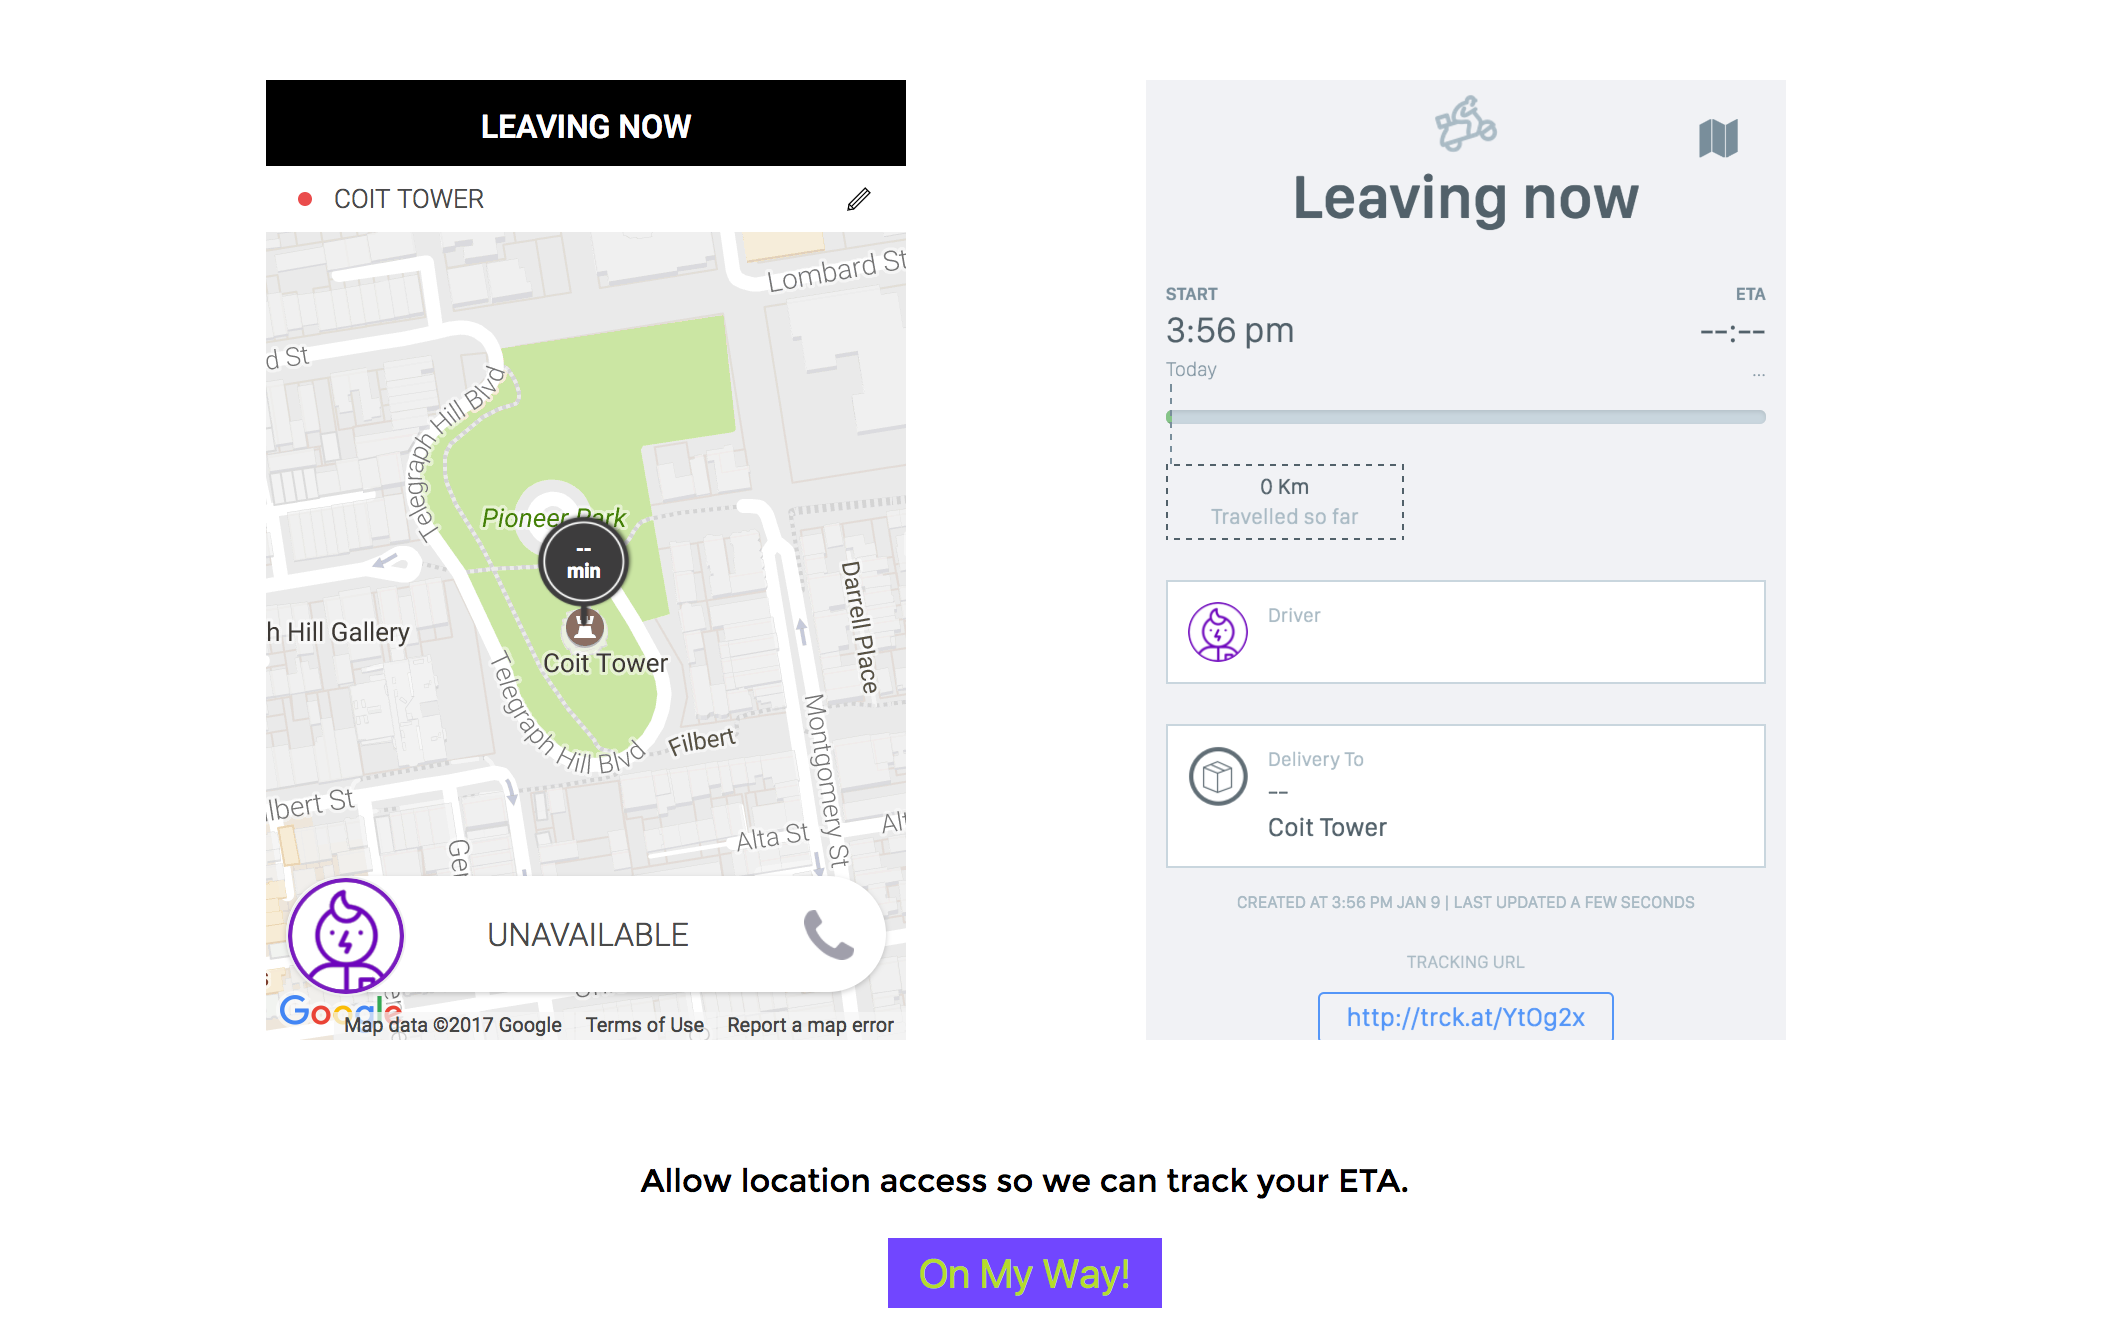 LEAVING NOW
COIT TOWER
Lombard St
d St
Telegraph Hill Blvd
Pioneer Park
--
min
h Hill Gallery
Coit Tower
Darrell Place
Telegraph Hill Blvd
Filbert
Montgomery St
lbert St
Alta St
Alt
Ger
UNAVAILABLE
Google
Map data ©2017 Google Terms of Use Report a map error
Leaving now
START ETA
3:56 pm --:--
Today ...
0 Km
Travelled so far
Driver
Delivery To
--
Coit Tower
CREATED AT 3:56 PM JAN 9 | LAST UPDATED A FEW SECONDS
TRACKING URL
http://trck.at/YtOg2x
Allow location access so we can track your ETA.
On My Way!